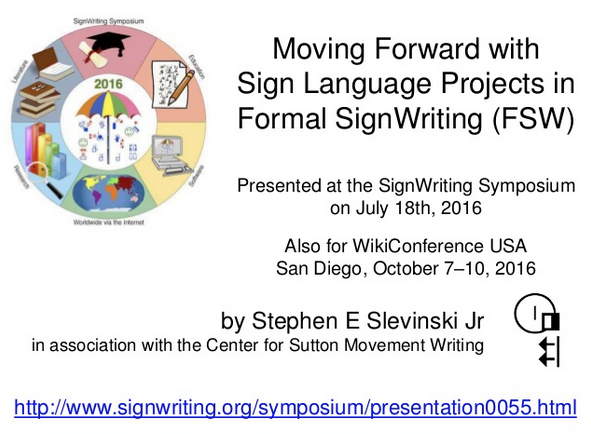 SignWriting Symposium
Literature
Education
2016
Research
Software
Worldwide via the Internet
Moving Forward with
Sign Language Projects in
Formal SignWriting (FSW)
Presented at the SignWriting Symposium
on July 18th, 2016
Also for WikiConference USA
San Diego, October 7–10, 2016
by Stephen E Slevinski Jr
in association with the Center for Sutton Movement Writing
http://www.signwriting.org/symposium/presentation0055.html